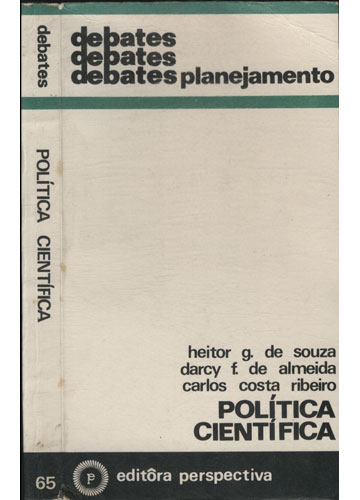 debates
POLÍTICA CIENTÍFICA
65
debates
debates
debates planejamento
heitor g. de souza
darcy f. de almeida
carlos costa ribeiro
POLÍTICA
CIENTÍFICA
editôra perspectiva